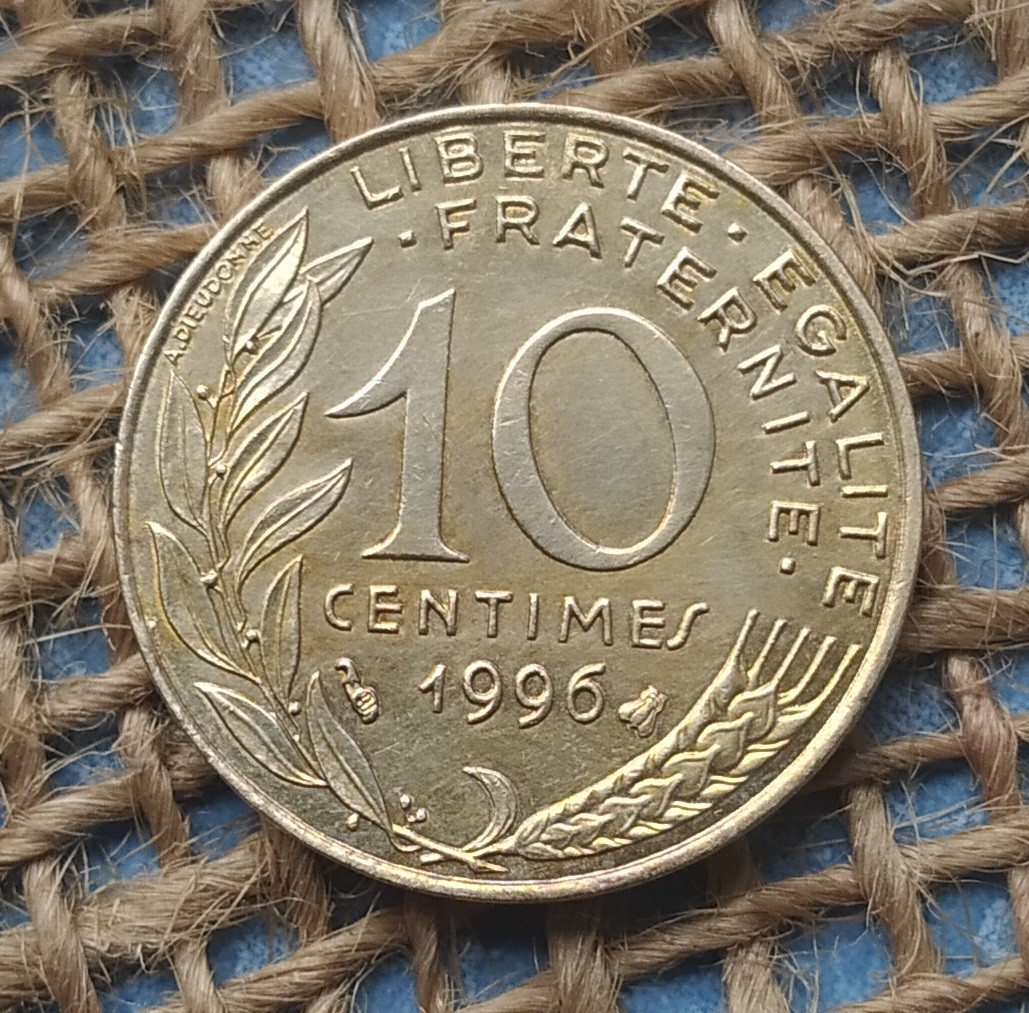 LIBERTE · EGALITE
· FRATERNITE ·
A.DIEUDONNE
10
CENTIMES
1996